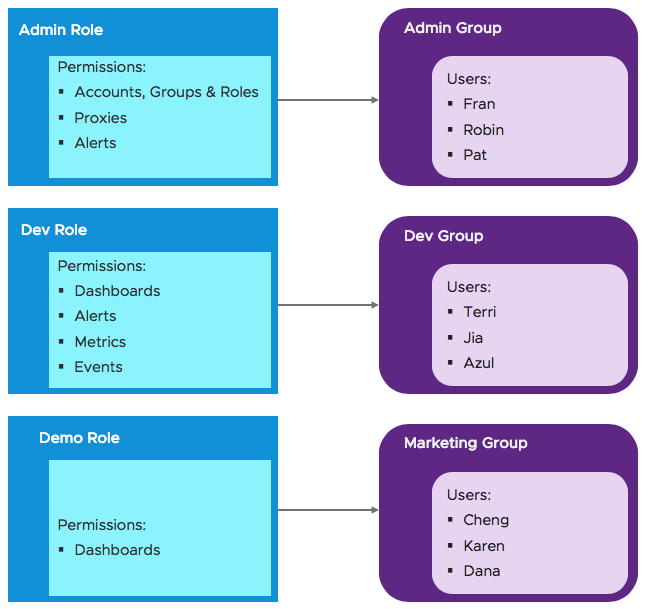 Admin Role
Permissions:
▪ Accounts, Groups & Roles
▪ Proxies
▪ Alerts
Admin Group
Users:
▪ Fran
▪ Robin
▪ Pat
Dev Role
Permissions:
▪ Dashboards
▪ Alerts
▪ Metrics
▪ Events
Dev Group
Users:
▪ Terri
▪ Jia
▪ Azul
Demo Role
Permissions:
▪ Dashboards
Marketing Group
Users:
▪ Cheng
▪ Karen
▪ Dana